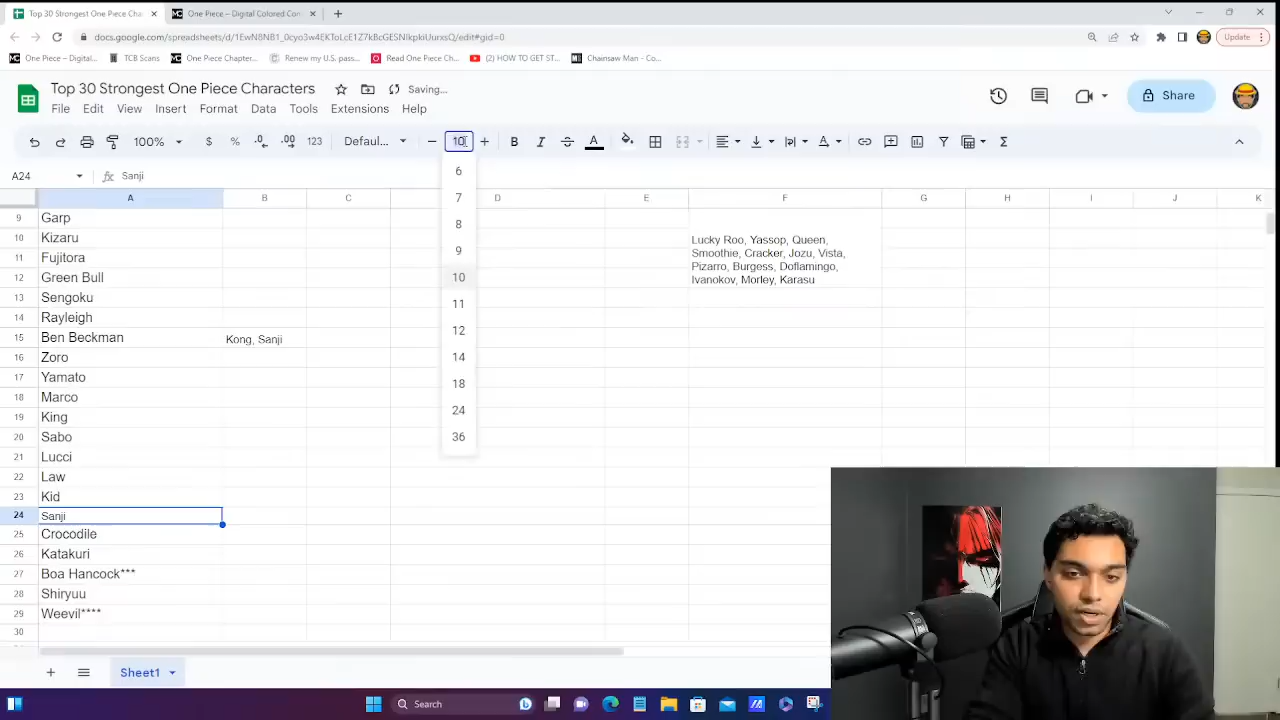 Top 30 Strongest One Piece Cha
One Piece – Digital Colored Con
docs.google.com/spreadsheets/d/1EwN8NB1_0cyo3w4EKToLcE1Z7kBcGESNIkpkiUurxsQ/edit#gid=0
Update
One Piece – Digital...
TCB Scans
One Piece Chapter...
Renew my U.S. pass...
Read One Piece Ch...
(2) HOW TO GET ST...
Chainsaw Man - Co...
Top 30 Strongest One Piece Characters
Saving...
File Edit View Insert Format Data Tools Extensions Help
Share
100%
$ % .0 .00 123
Defaul...
10
B I A
A24
fx Sanji
A B C D E F G H I J K
9 Garp
10 Kizaru
11 Fujitora
12 Green Bull
13 Sengoku
14 Rayleigh
15 Ben Beckman Kong, Sanji
16 Zoro
17 Yamato
18 Marco
19 King
20 Sabo
21 Lucci
22 Law
23 Kid
24 Sanji
25 Crocodile
26 Katakuri
27 Boa Hancock***
28 Shiryuu
29 Weevil****
30
6
7
8
9
10
11
12
14
18
24
36
Lucky Roo, Yassop, Queen,
Smoothie, Cracker, Jozu, Vista,
Pizarro, Burgess, Doflamingo,
Ivanokov, Morley, Karasu
Sheet1
Search